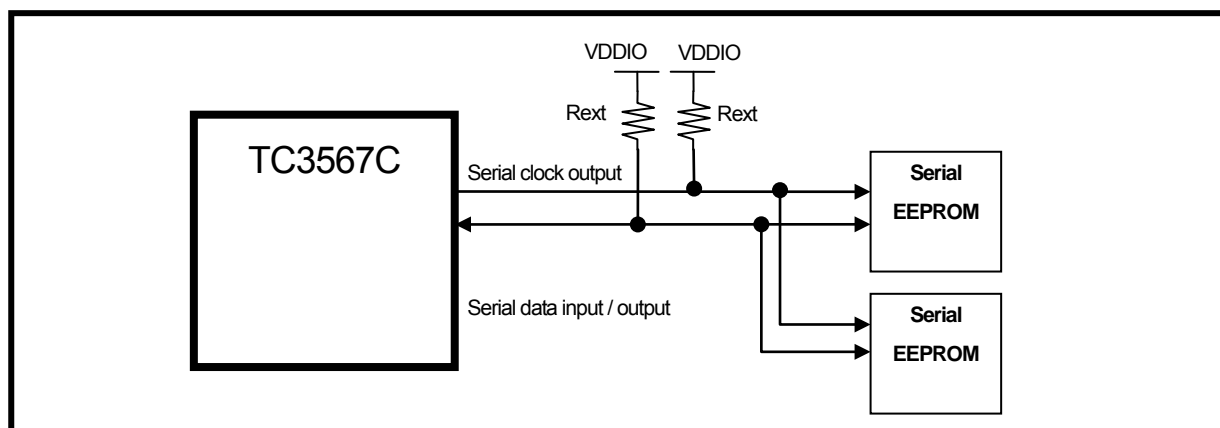 VDDIO VDDIO
Rext Rext
TC3567C
Serial clock output
Serial
EEPROM
Serial data input / output
Serial
EEPROM